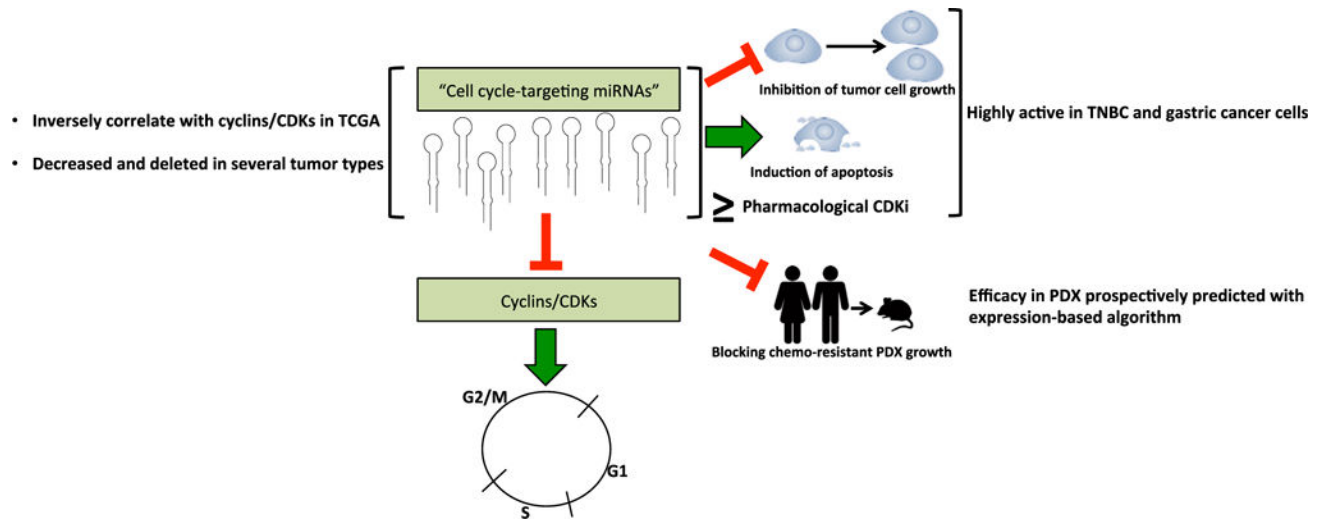 • Inversely correlate with cyclins/CDKs in TCGA
• Decreased and deleted in several tumor types
“Cell cycle-targeting miRNAs”
Inhibition of tumor cell growth
Induction of apoptosis
≥ Pharmacological CDKi
Highly active in TNBC and gastric cancer cells
Cyclins/CDKs
Blocking chemo-resistant PDX growth
Efficacy in PDX prospectively predicted with
expression-based algorithm
G2/M
G1
S